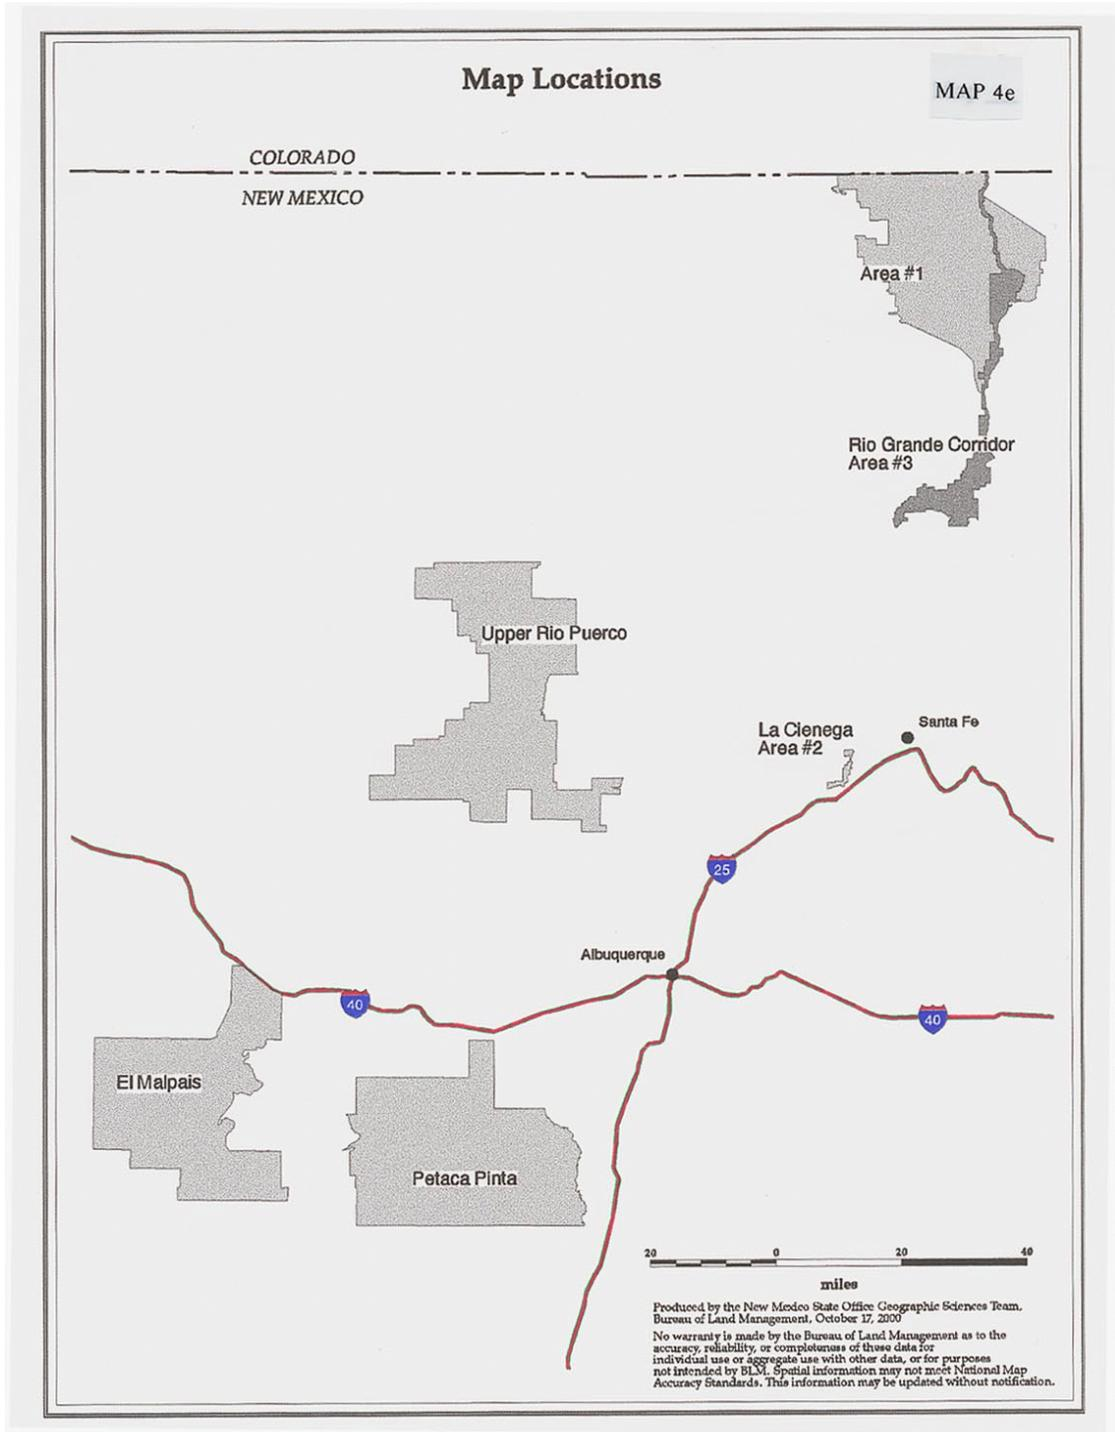 Map Locations
MAP 4e
COLORADO
NEW MEXICO
Area #1
Rio Grande Corridor
Area #3
Upper Rio Puerco
La Cienega
Area #2
Santa Fe
25
Albuquerque
40
40
El Malpais
Petaca Pinta
20 0 20 40
miles
Produced by the New Mexico State Office Geographic Sciences Team,
Bureau of Land Management, October 17, 2000
No warranty is made by the Bureau of Land Management as to the
accuracy, reliability, or completeness of these data for
individual use or aggregate use with other data, or for purposes
not intended by BLM. Spatial information may not meet National Map
Accuracy Standards. This information may be updated without notification.